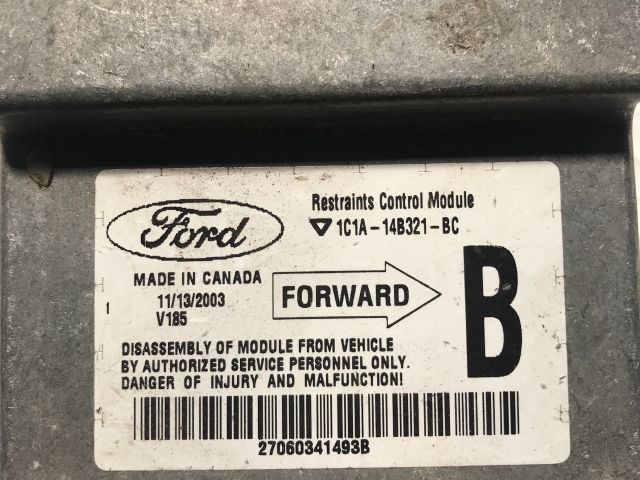 Ford
Restraints Control Module
1C1A-14B321-BC
MADE IN CANADA
11/13/2003
V185
FORWARD
B
DISASSEMBLY OF MODULE FROM VEHICLE
BY AUTHORIZED SERVICE PERSONNEL ONLY.
DANGER OF INJURY AND MALFUNCTION!
27060341493B